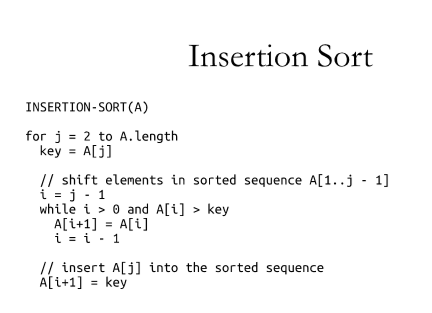 Insertion Sort
INSERTION-SORT(A)
for j = 2 to A.length
key = A[j]
// shift elements in sorted sequence A[1..j - 1]
i = j - 1
while i > 0 and A[i] > key
A[i+1] = A[i]
i = i - 1
// insert A[j] into the sorted sequence
A[i+1] = key